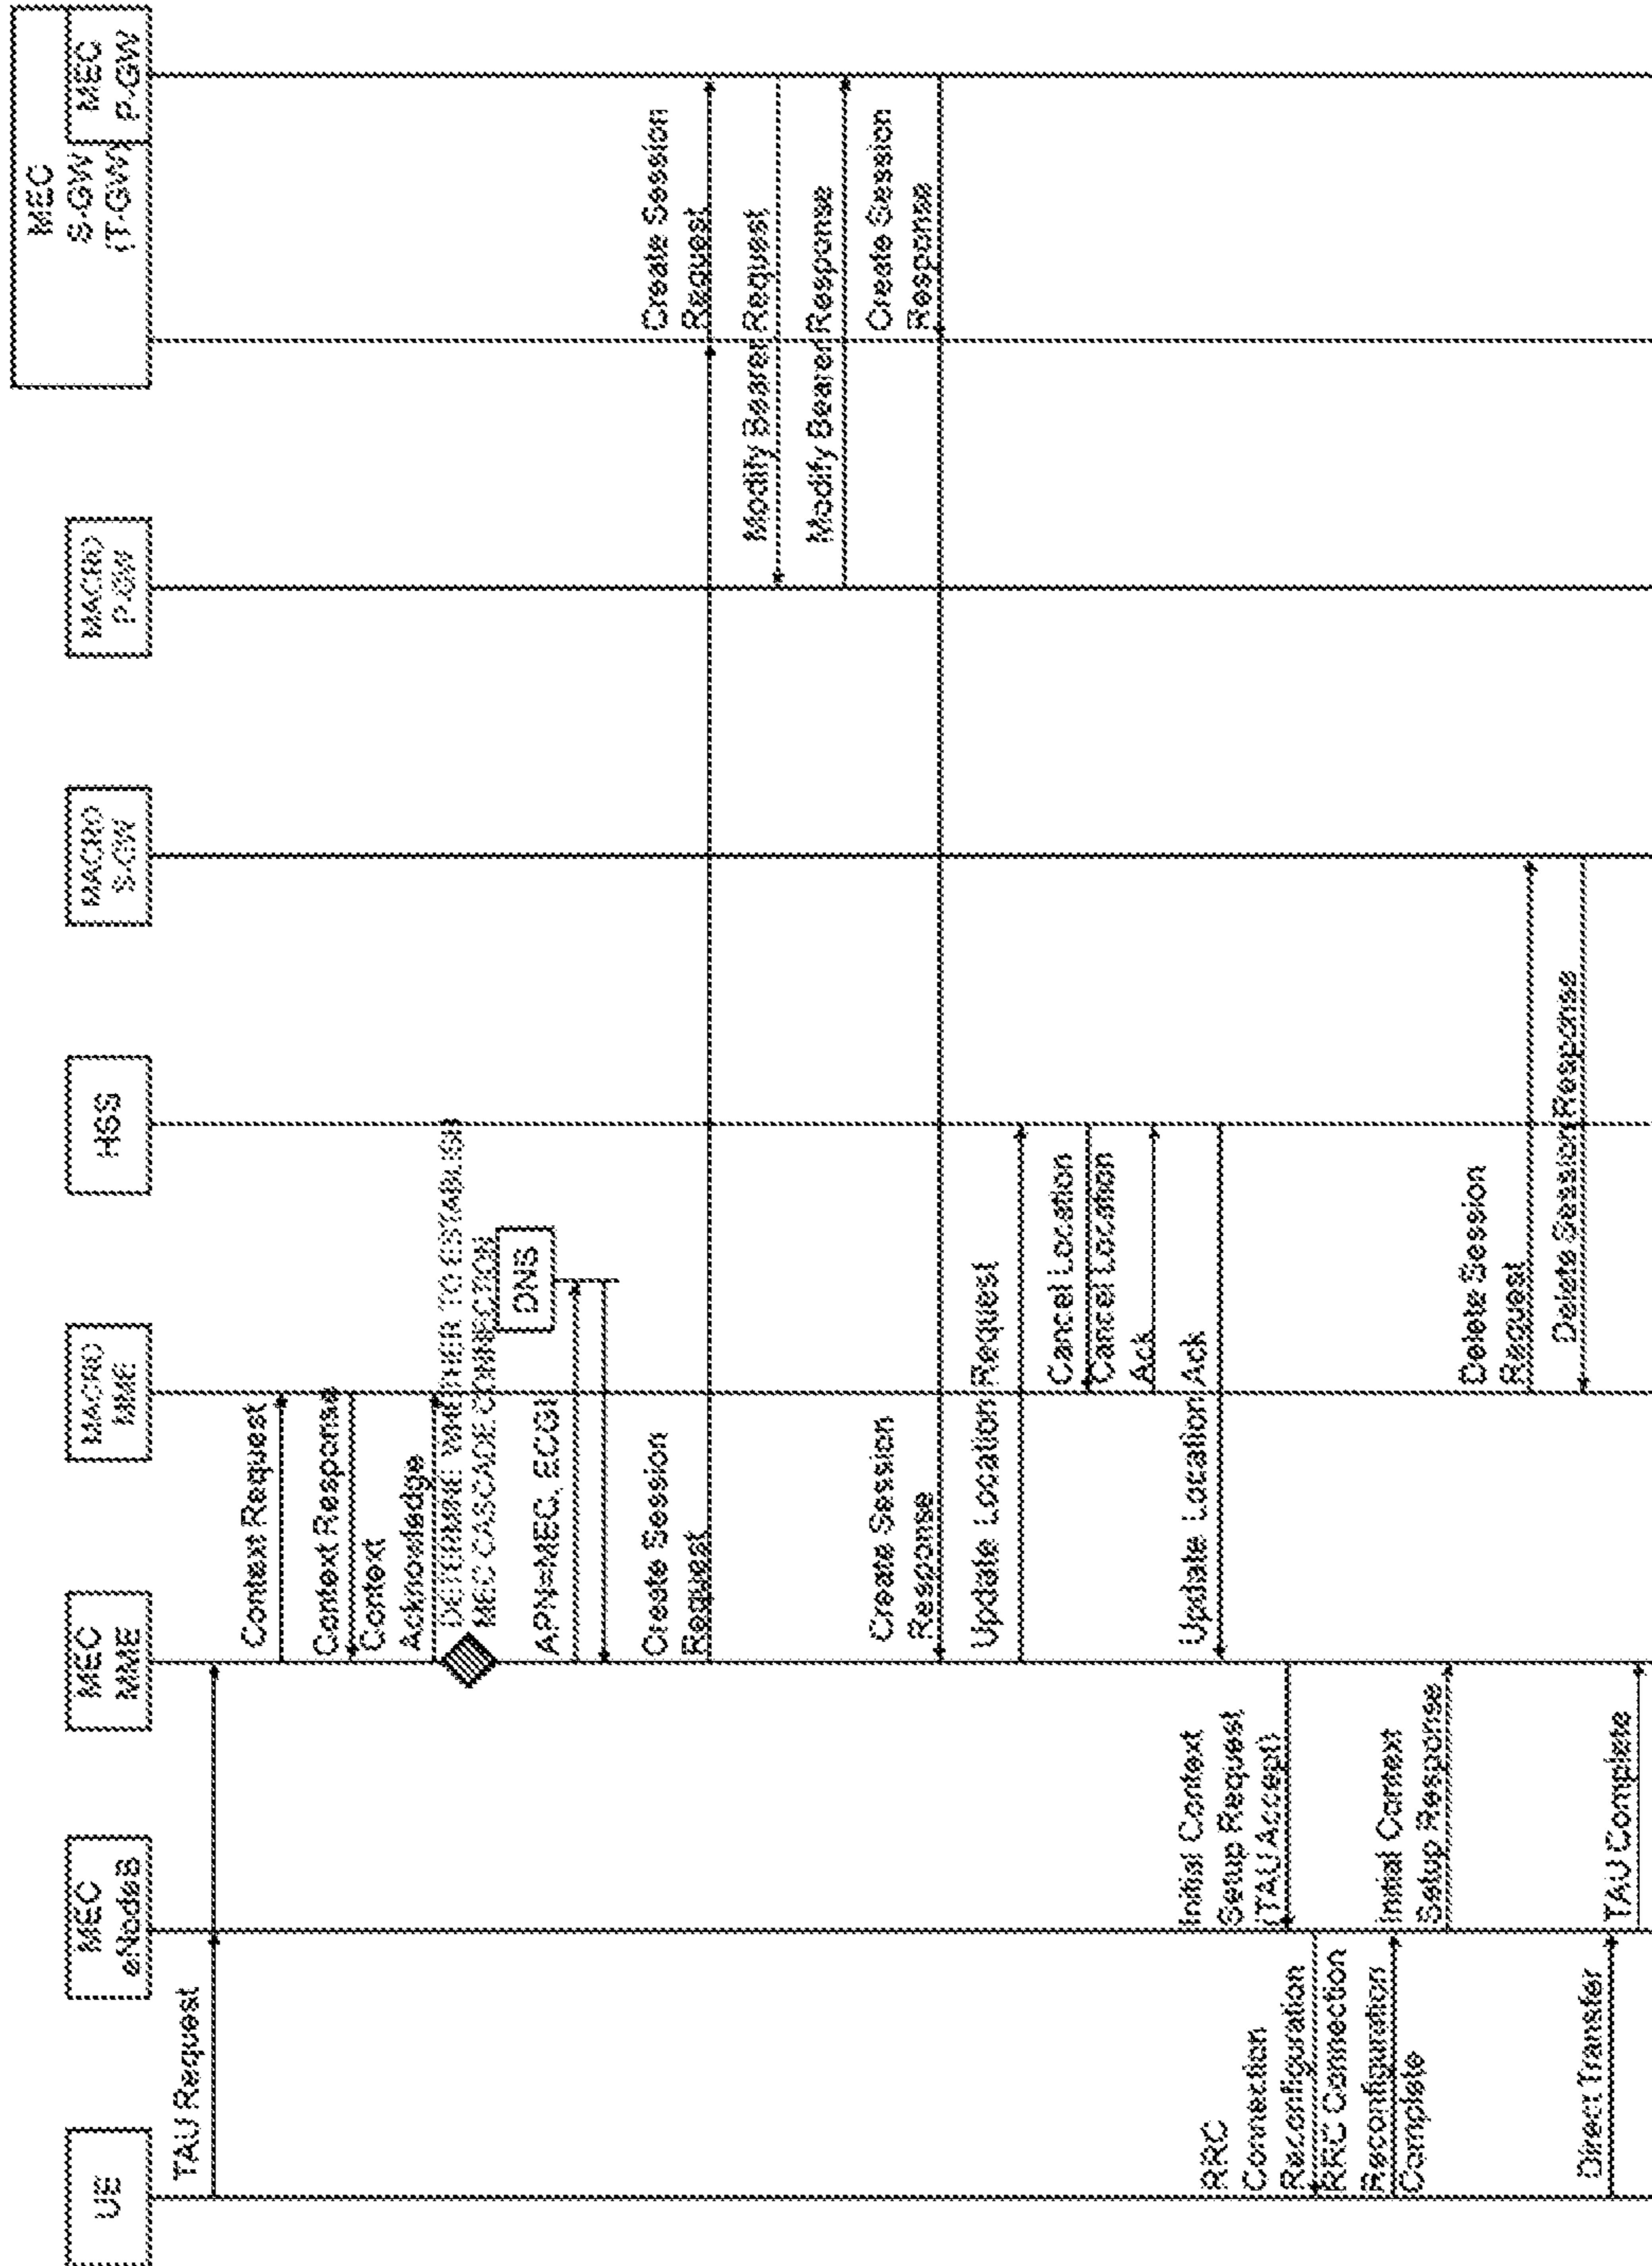 UE
MEC
eNodeB
MEC
MME
MACRO
MME
HSS
MACRO
S-GW
MACRO
P-GW
MEC
S-GW
(T-GW)
MEC
P-GW
TAU Request
Context Request
Context Response
Context
Acknowledge
DETERMINE WHETHER TO ESTABLISH
MEC CASCADE CONNECTION
DNS
APN=MEC, ECGI
Create Session
Request
Create Session
Request
Modify Bearer Request
Modify Bearer Response
Create Session
Response
Create Session
Response
Update Location Request
Cancel Location
Cancel Location
Ack
Update Location Ack
Initial Context
Setup Request
(TAU Accept)
RRC
Connection
Reconfiguration
RRC Connection
Reconfiguration
Complete
Initial Context
Setup Response
Delete Session
Request
Delete Session Response
Direct Transfer
TAU Complete